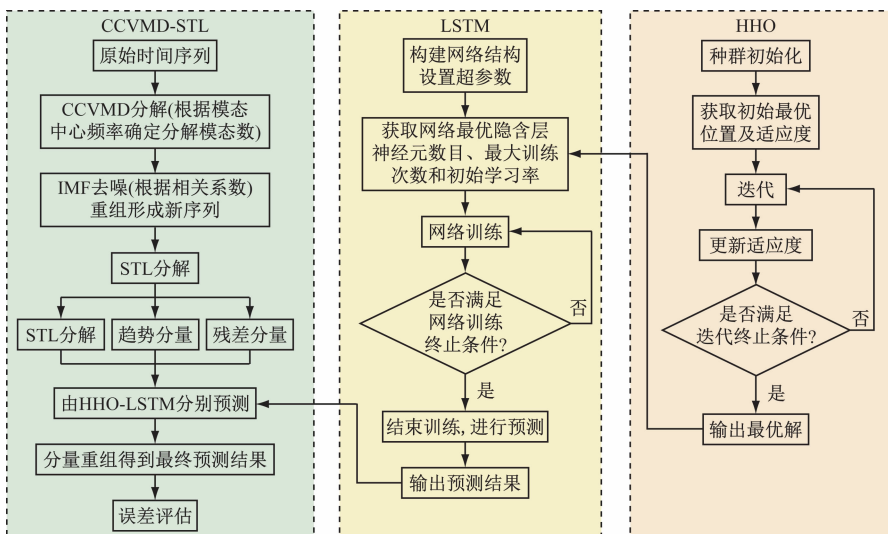 CCVMD-STL
原始时间序列
CCVMD分解(根据模态
中心频率确定分解模态数)
IMF去噪(根据相关系数)
重组形成新序列
STL分解
STL分解
趋势分量
残差分量
由HHO-LSTM分别预测
分量重组得到最终预测结果
误差评估
LSTM
构建网络结构
设置超参数
获取网络最优隐含层
神经元数目、最大训练
次数和初始学习率
网络训练
是否满足
网络训练
终止条件?
否
是
结束训练,进行预测
输出预测结果
HHO
种群初始化
获取初始最优
位置及适应度
迭代
更新适应度
是否满足
迭代终止条件?
否
是
输出最优解